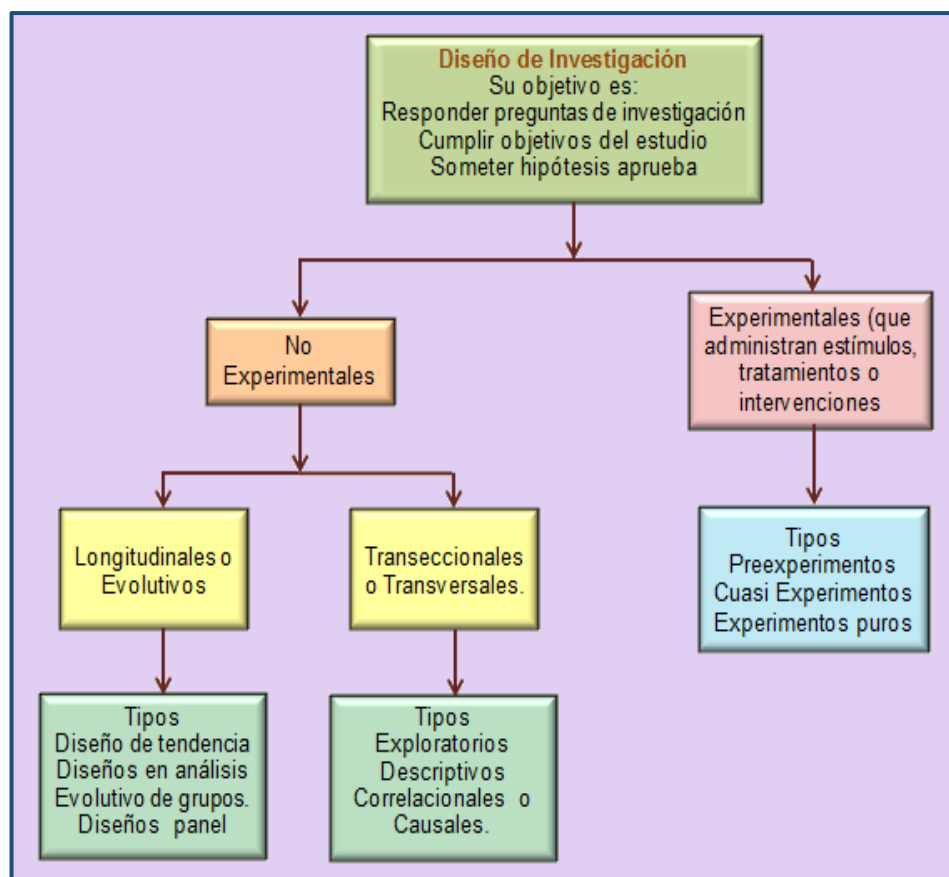 Diseño de Investigación
Su objetivo es:
Responder preguntas de investigación
Cumplir objetivos del estudio
Someter hipótesis aprueba
No
Experimentales
Experimentales (que
administran estímulos,
tratamientos o
intervenciones
Longitudinales o
Evolutivos
Transeccionales
o Transversales.
Tipos
Preexperimentos
Cuasi Experimentos
Experimentos puros
Tipos
Diseño de tendencia
Diseños en análisis
Evolutivo de grupos.
Diseños panel
Tipos
Exploratorios
Descriptivos
Correlacionales o
Causales.